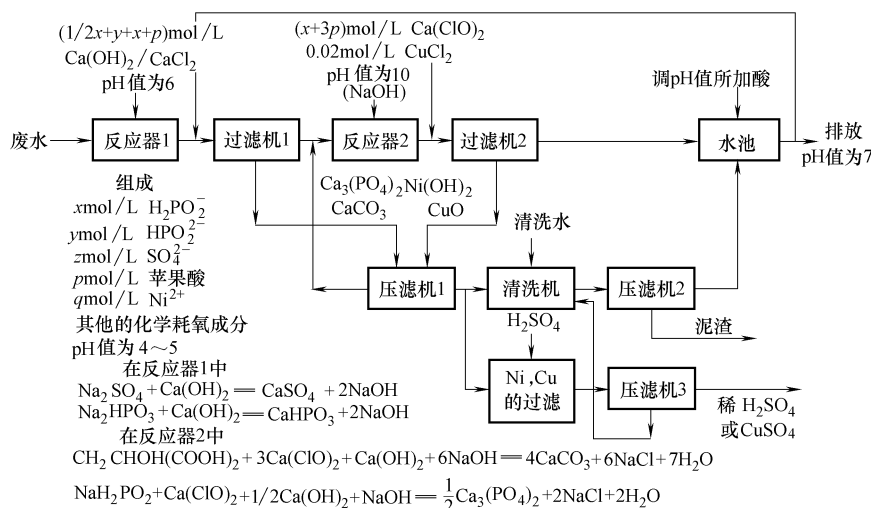 (1/2x+y+x+p)mol/L
Ca(OH)₂/CaCl₂
pH值为6
(x+3p)mol/L Ca(ClO)₂
0.02mol/L CuCl₂
pH值为10
(NaOH)
调pH值所加酸
废水
反应器1
过滤机1
反应器2
过滤机2
水池
排放
pH值为7
组成
xmol/L H₂PO₂⁻
ymol/L HPO₂²⁻
zmol/L SO₄²⁻
pmol/L 苹果酸
qmol/L Ni²⁺
其他的化学耗氧成分
pH值为4～5
Ca₃(PO₄)₂Ni(OH)₂
CaCO₃ CuO
清洗水
压滤机1
清洗机
压滤机2
H₂SO₄
泥渣
Ni,Cu
的过滤
压滤机3
稀H₂SO₄
或CuSO₄
在反应器1中
Na₂SO₄+Ca(OH)₂══CaSO₄+2NaOH
Na₂HPO₃+Ca(OH)₂══CaHPO₃+2NaOH
在反应器2中
CH₂CHOH(COOH)₂+3Ca(ClO)₂+Ca(OH)₂+6NaOH══4CaCO₃+6NaCl+7H₂O
NaH₂PO₂+Ca(ClO)₂+1/2Ca(OH)₂+NaOH══½Ca₃(PO₄)₂+2NaCl+2H₂O